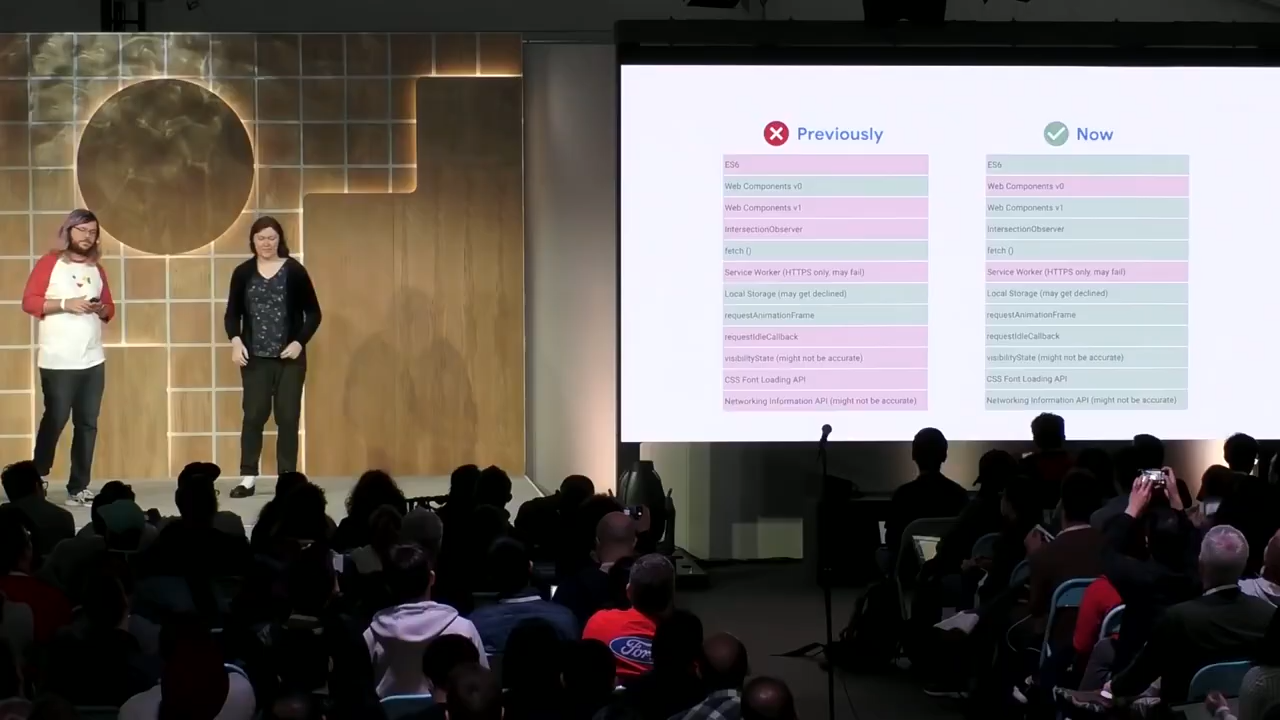 Previously
ES6
Web Components v0
Web Components v1
IntersectionObserver
fetch ()
Service Worker (HTTPS only, may fail)
Local Storage (may get declined)
requestAnimationFrame
requestIdleCallback
visibilityState (might not be accurate)
CSS Font Loading API
Networking Information API (might not be accurate)
Now
ES6
Web Components v0
Web Components v1
IntersectionObserver
fetch ()
Service Worker (HTTPS only, may fail)
Local Storage (may get declined)
requestAnimationFrame
requestIdleCallback
visibilityState (might not be accurate)
CSS Font Loading API
Networking Information API (might not be accurate)
Ford